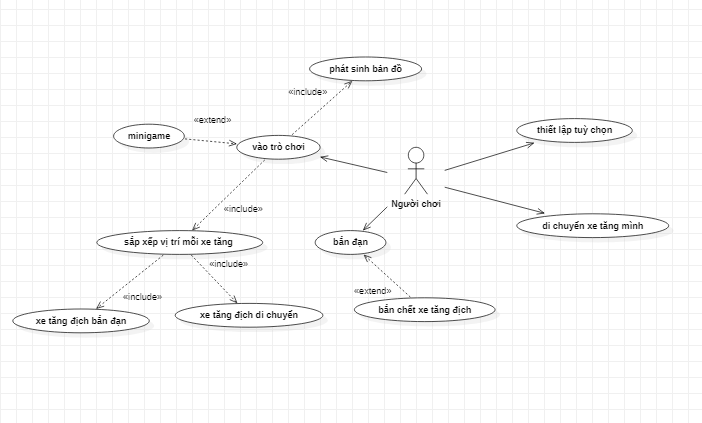 phát sinh bản đồ
«include»
«extend»
minigame
vào trò chơi
thiết lập tuỳ chọn
Người chơi
«include»
di chuyển xe tăng mình
sắp xếp vị trí mỗi xe tăng
bắn đạn
«include»
«include»
«extend»
xe tăng địch bắn đạn
xe tăng địch di chuyển
bắn chết xe tăng địch